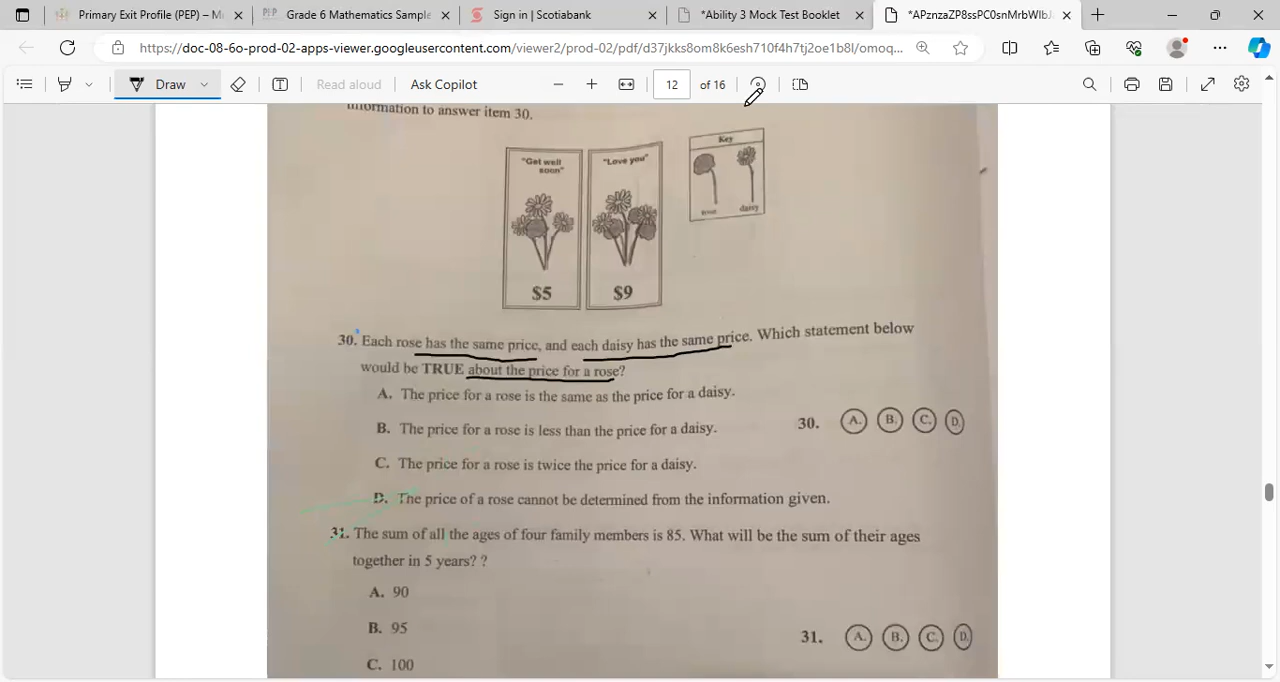 Primary Exit Profile (PEP) – Mi
Grade 6 Mathematics Sample
Sign in | Scotiabank
*Ability 3 Mock Test Booklet
*APznzaZP8ssPC0snMrbWlbJ
https://doc-08-6o-prod-02-apps-viewer.googleusercontent.com/viewer2/prod-02/pdf/d37jkks8om8k6esh710f4h7tj2oe1b8l/omoq...
Draw
Read aloud
Ask Copilot
12 of 16
information to answer item 30.
"Get well soon"
$5
"Love you"
$9
Key
rose daisy
30. Each rose has the same price, and each daisy has the same price. Which statement below
would be TRUE about the price for a rose?
A. The price for a rose is the same as the price for a daisy.
B. The price for a rose is less than the price for a daisy.
C. The price for a rose is twice the price for a daisy.
D. The price of a rose cannot be determined from the information given.
30. A. B. C. D.
31. The sum of all the ages of four family members is 85. What will be the sum of their ages
together in 5 years? ?
A. 90
B. 95
C. 100
31. A. B. C. D.